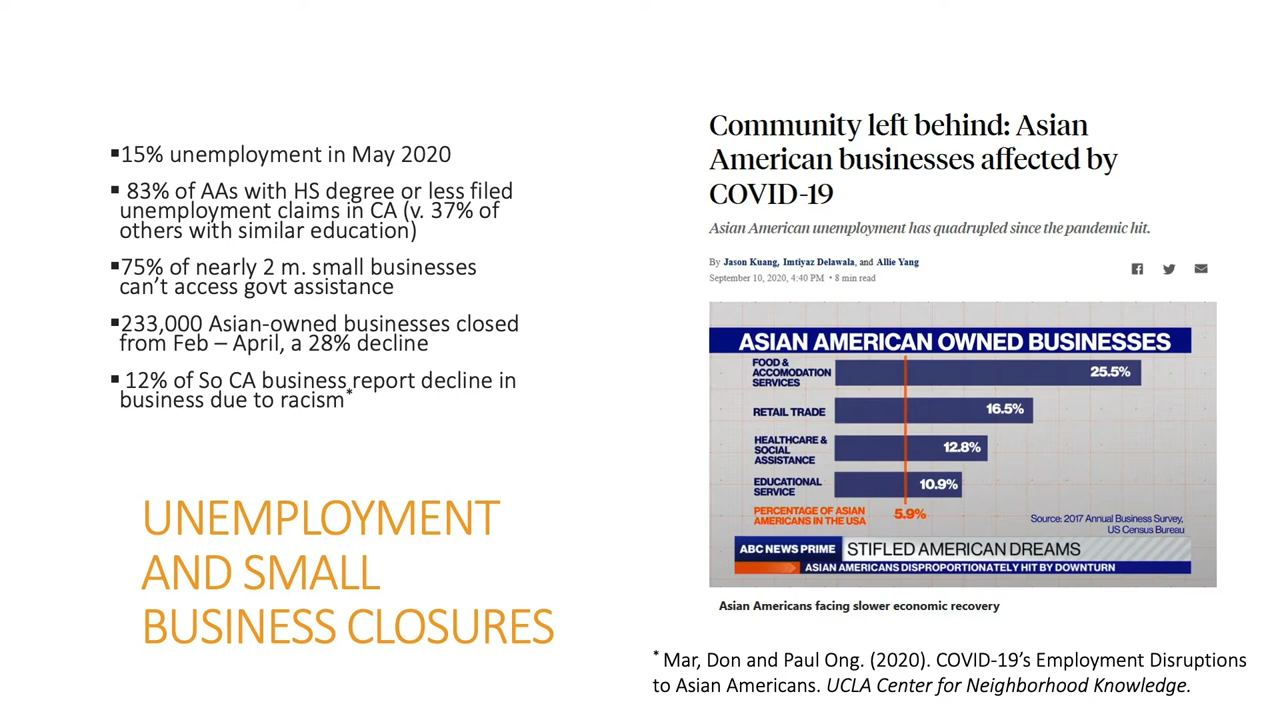 ▪15% unemployment in May 2020
▪ 83% of AAs with HS degree or less filed
unemployment claims in CA (v. 37% of
others with similar education)
▪75% of nearly 2 m. small businesses
can’t access govt assistance
▪233,000 Asian-owned businesses closed
from Feb – April, a 28% decline
▪ 12% of So CA business report decline in
business due to racism*
UNEMPLOYMENT
AND SMALL
BUSINESS CLOSURES
Community left behind: Asian
American businesses affected by
COVID-19
Asian American unemployment has quadrupled since the pandemic hit.
By Jason Kuang, Imtiyaz Delawala, and Allie Yang
September 10, 2020, 4:40 PM • 8 min read
ASIAN AMERICAN OWNED BUSINESSES
FOOD &
ACCOMODATION
SERVICES
25.5%
RETAIL TRADE
16.5%
HEALTHCARE &
SOCIAL
ASSISTANCE
12.8%
EDUCATIONAL
SERVICE
10.9%
PERCENTAGE OF ASIAN
AMERICANS IN THE USA
5.9%
Source: 2017 Annual Business Survey,
US Census Bureau
ABC NEWS PRIME
STIFLED AMERICAN DREAMS
ASIAN AMERICANS DISPROPORTIONATELY HIT BY DOWNTURN
Asian Americans facing slower economic recovery
* Mar, Don and Paul Ong. (2020). COVID-19’s Employment Disruptions
to Asian Americans. UCLA Center for Neighborhood Knowledge.